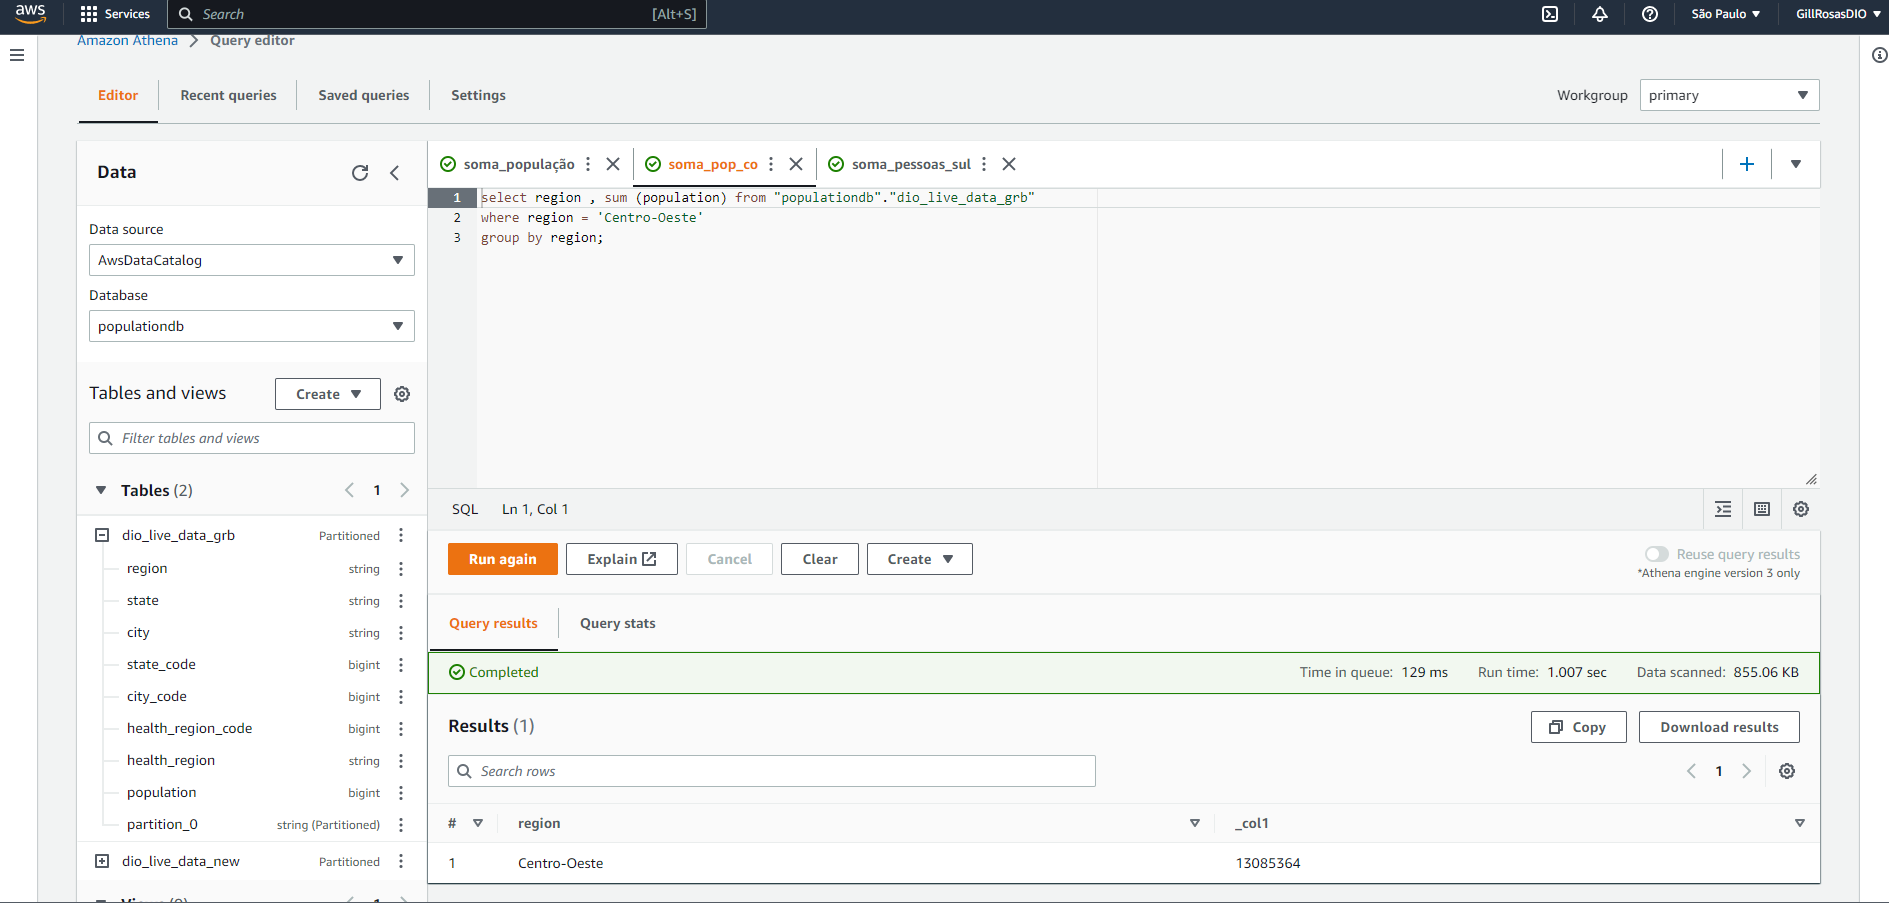 aws Services Search [Alt+S] São Paulo GillRosasDIO
Amazon Athena Query editor
Editor Recent queries Saved queries Settings Workgroup primary
Data
Data source
AwsDataCatalog
Database
populationdb
Tables and views Create
Filter tables and views
Tables (2) 1
dio_live_data_grb Partitioned
region string
state string
city string
state_code bigint
city_code bigint
health_region_code bigint
health_region string
population bigint
partition_0 string (Partitioned)
dio_live_data_new Partitioned
soma_população soma_pop_co soma_pessoas_sul
1 select region , sum (population) from "populationdb"."dio_live_data_grb"
2 where region = 'Centro-Oeste'
3 group by region;
SQL Ln 1, Col 1
Run again Explain Cancel Clear Create Reuse query results
*Athena engine version 3 only
Query results Query stats
Completed Time in queue: 129 ms Run time: 1.007 sec Data scanned: 855.06 KB
Results (1) Copy Download results
Search rows 1
# region _col1
1 Centro-Oeste 13085364